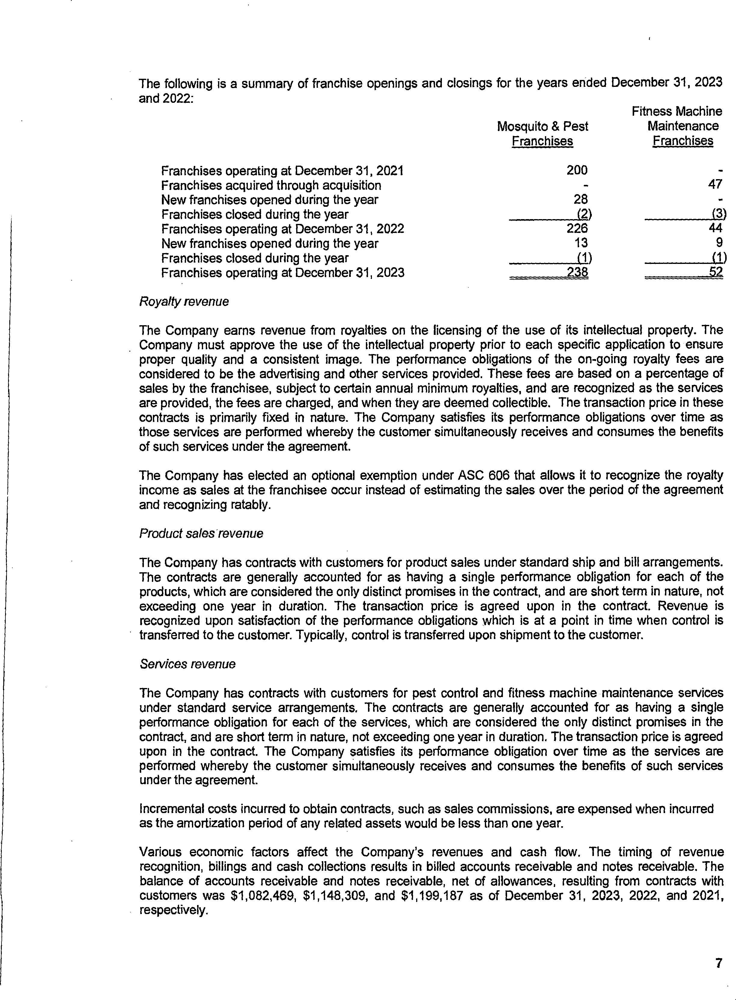 The following is a summary of franchise openings and closings for the years ended December 31, 2023
and 2022:
Fitness Machine
Mosquito & Pest Maintenance
Franchises Franchises
Franchises operating at December 31, 2021 200 -
Franchises acquired through acquisition - 47
New franchises opened during the year 28 -
Franchises closed during the year (2) (3)
Franchises operating at December 31, 2022 226 44
New franchises opened during the year 13 9
Franchises closed during the year (1) (1)
Franchises operating at December 31, 2023 238 52
Royalty revenue
The Company earns revenue from royalties on the licensing of the use of its intellectual property. The
Company must approve the use of the intellectual property prior to each specific application to ensure
proper quality and a consistent image. The performance obligations of the on-going royalty fees are
considered to be the advertising and other services provided. These fees are based on a percentage of
sales by the franchisee, subject to certain annual minimum royalties, and are recognized as the services
are provided, the fees are charged, and when they are deemed collectible. The transaction price in these
contracts is primarily fixed in nature. The Company satisfies its performance obligations over time as
those services are performed whereby the customer simultaneously receives and consumes the benefits
of such services under the agreement.
The Company has elected an optional exemption under ASC 606 that allows it to recognize the royalty
income as sales at the franchisee occur instead of estimating the sales over the period of the agreement
and recognizing ratably.
Product sales revenue
The Company has contracts with customers for product sales under standard ship and bill arrangements.
The contracts are generally accounted for as having a single performance obligation for each of the
products, which are considered the only distinct promises in the contract, and are short term in nature, not
exceeding one year in duration. The transaction price is agreed upon in the contract. Revenue is
recognized upon satisfaction of the performance obligations which is at a point in time when control is
transferred to the customer. Typically, control is transferred upon shipment to the customer.
Services revenue
The Company has contracts with customers for pest control and fitness machine maintenance services
under standard service arrangements. The contracts are generally accounted for as having a single
performance obligation for each of the services, which are considered the only distinct promises in the
contract, and are short term in nature, not exceeding one year in duration. The transaction price is agreed
upon in the contract. The Company satisfies its performance obligation over time as the services are
performed whereby the customer simultaneously receives and consumes the benefits of such services
under the agreement.
Incremental costs incurred to obtain contracts, such as sales commissions, are expensed when incurred
as the amortization period of any related assets would be less than one year.
Various economic factors affect the Company's revenues and cash flow. The timing of revenue
recognition, billings and cash collections results in billed accounts receivable and notes receivable. The
balance of accounts receivable and notes receivable, net of allowances, resulting from contracts with
customers was $1,082,469, $1,148,309, and $1,199,187 as of December 31, 2023, 2022, and 2021,
respectively.
7